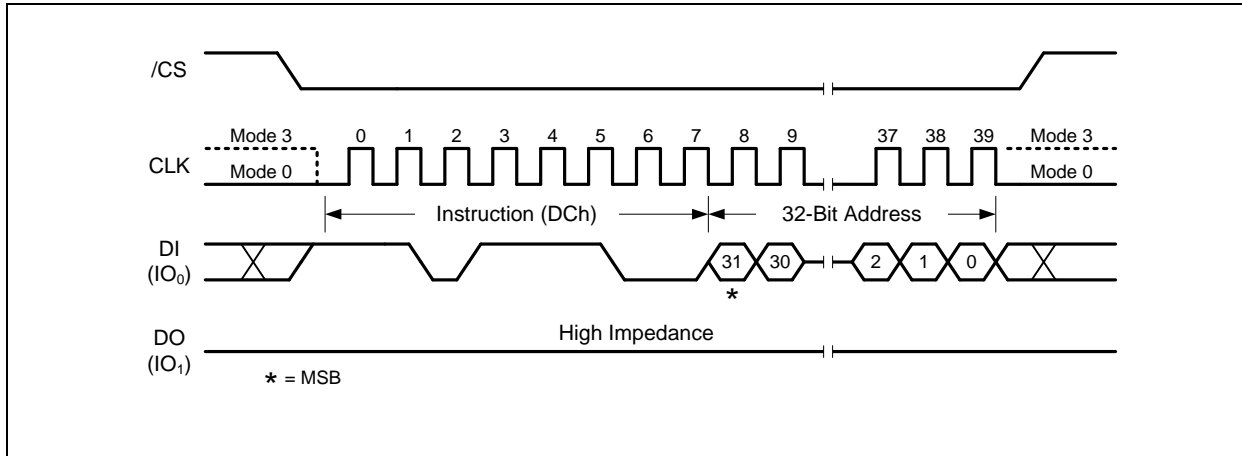 /CS
Mode 3 0 1 2 3 4 5 6 7 8 9 37 38 39 Mode 3
CLK
Mode 0 Mode 0
Instruction (DCh) 32-Bit Address
DI
(IO₀)
31 30 2 1 0
*
High Impedance
DO
(IO₁)
* = MSB